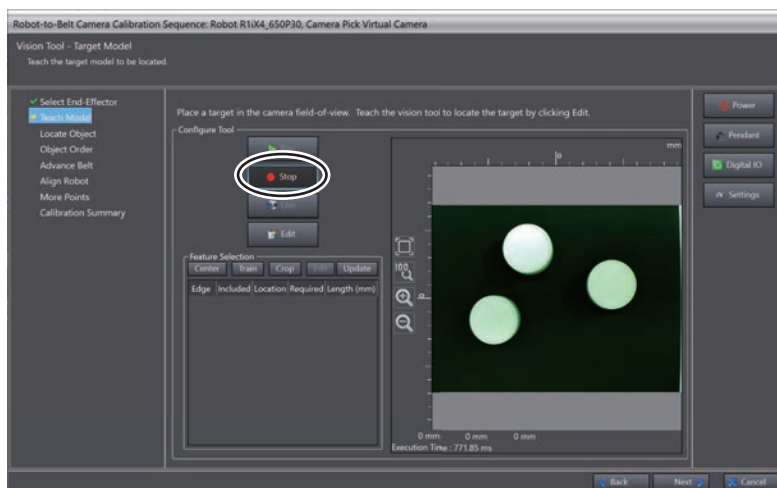 Robot-to-Belt Camera Calibration Sequence: Robot R1iX4_650P30, Camera Pick Virtual Camera
Vision Tool - Target Model
Teach the target model to be located.
Select End-Effector
Teach Model
Locate Object
Object Order
Advance Belt
Align Robot
More Points
Calibration Summary
Place a target in the camera field-of-view. Teach the vision tool to locate the target by clicking Edit.
Configure Tool
Stop
Live
Edit
Feature Selection
Center Train Crop Edit Update
Edge Included Location Required Length (mm)
mm
0
100
0
0 mm 0 mm 0 mm
Execution Time : 771.85 ms
Power
Pendant
Digital IO
Settings
Back Next Cancel